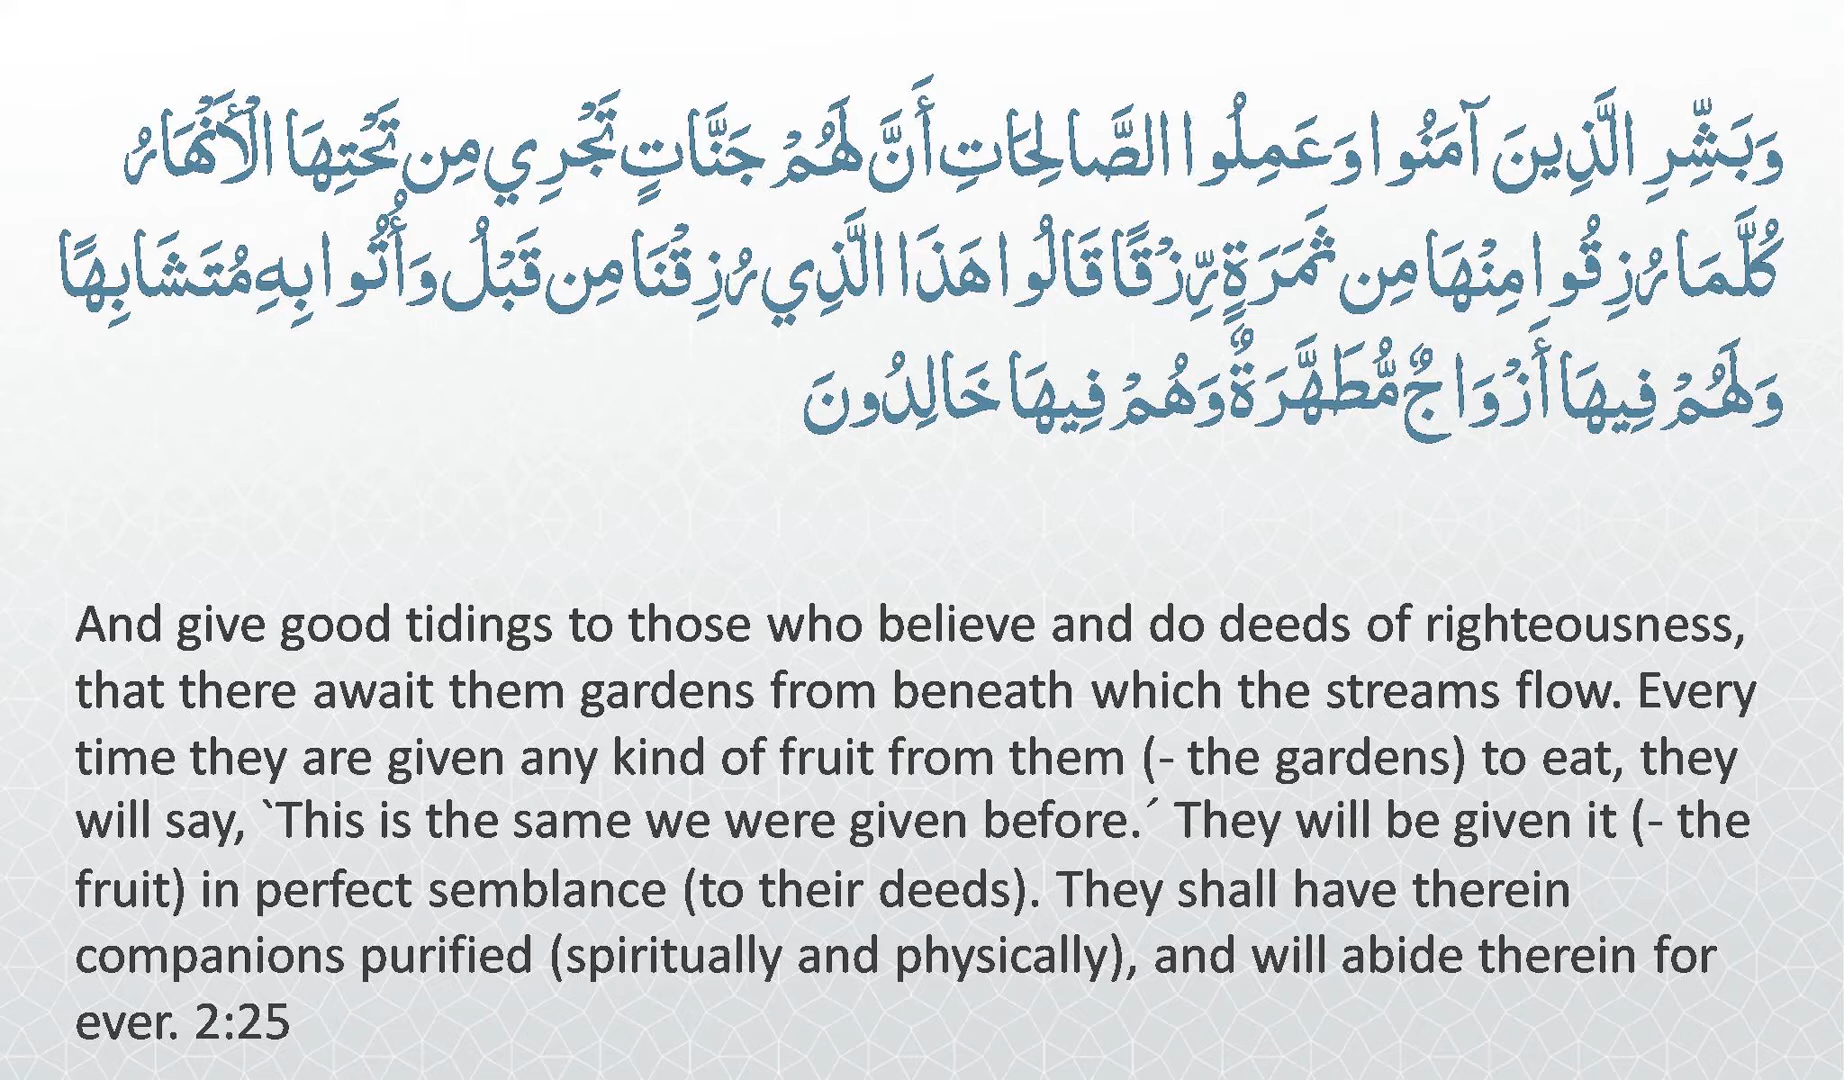 وَبَشِّرِ الَّذِينَ آمَنُوا وَعَمِلُوا الصَّالِحَاتِ أَنَّ لَهُمْ جَنَّاتٍ تَجْرِي مِن تَحْتِهَا الْأَنْهَارُ
كُلَّمَا رُزِقُوا مِنْهَا مِن ثَمَرَةٍ رِّزْقًا قَالُوا هَذَا الَّذِي رُزِقْنَا مِن قَبْلُ وَأُتُوا بِهِ مُتَشَابِهًا
وَلَهُمْ فِيهَا أَزْوَاجٌ مُّطَهَّرَةٌ وَهُمْ فِيهَا خَالِدُونَ
And give good tidings to those who believe and do deeds of righteousness,
that there await them gardens from beneath which the streams flow. Every
time they are given any kind of fruit from them (- the gardens) to eat, they
will say, `This is the same we were given before.´ They will be given it (- the
fruit) in perfect semblance (to their deeds). They shall have therein
companions purified (spiritually and physically), and will abide therein for
ever. 2:25